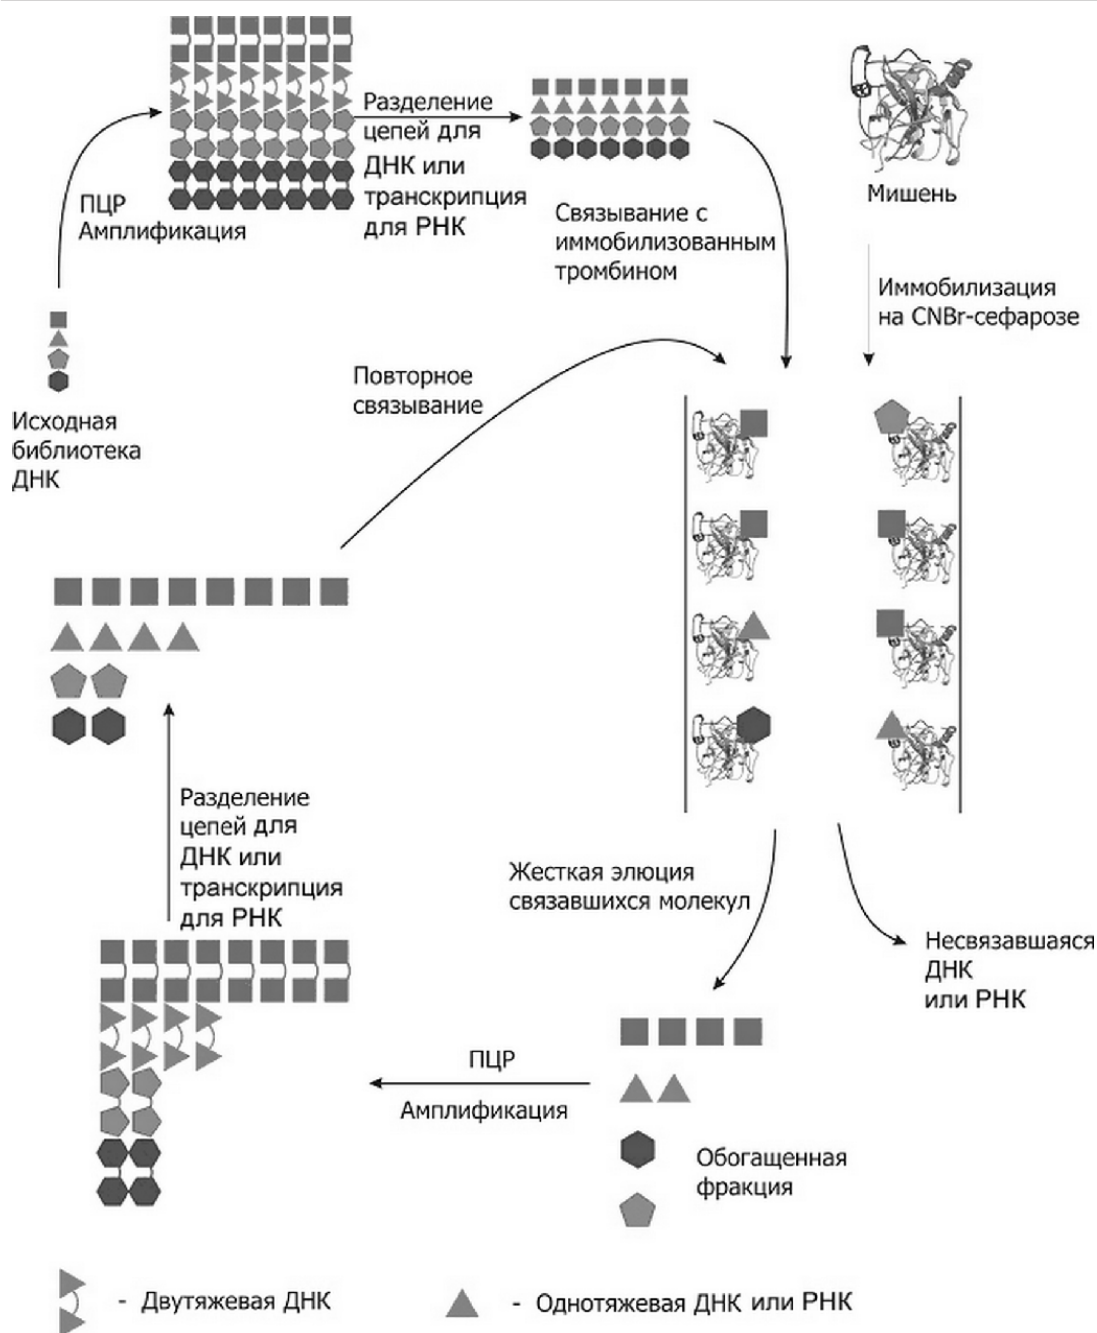 ПЦР
Амплификация
Разделение
цепей для
ДНК или
транскрипция
для РНК
Связывание с
иммобилизованным
тромбином
Мишень
Иммобилизация
на CNBr-сефарозе
Исходная
библиотека
ДНК
Повторное
связывание
Разделение
цепей для
ДНК или
транскрипция
для РНК
Жесткая элюция
связавшихся молекул
Несвязавшаяся
ДНК
или РНК
ПЦР
Амплификация
Обогащенная
фракция
- Двутяжевая ДНК
- Однотяжевая ДНК или РНК